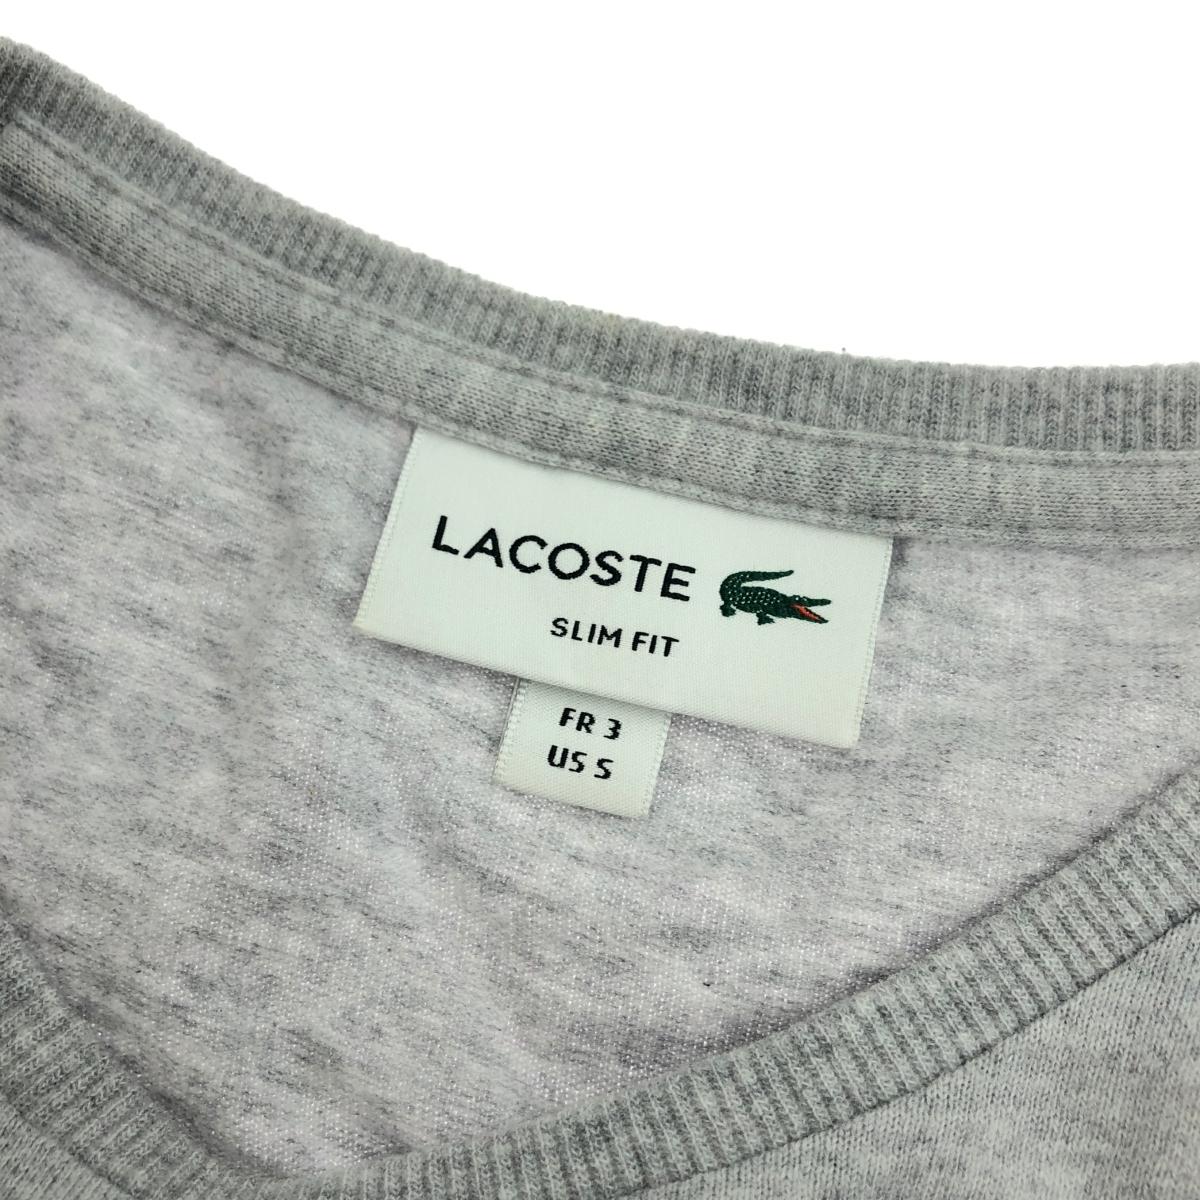 LACOSTE
SLIM FIT
FR 3
US S